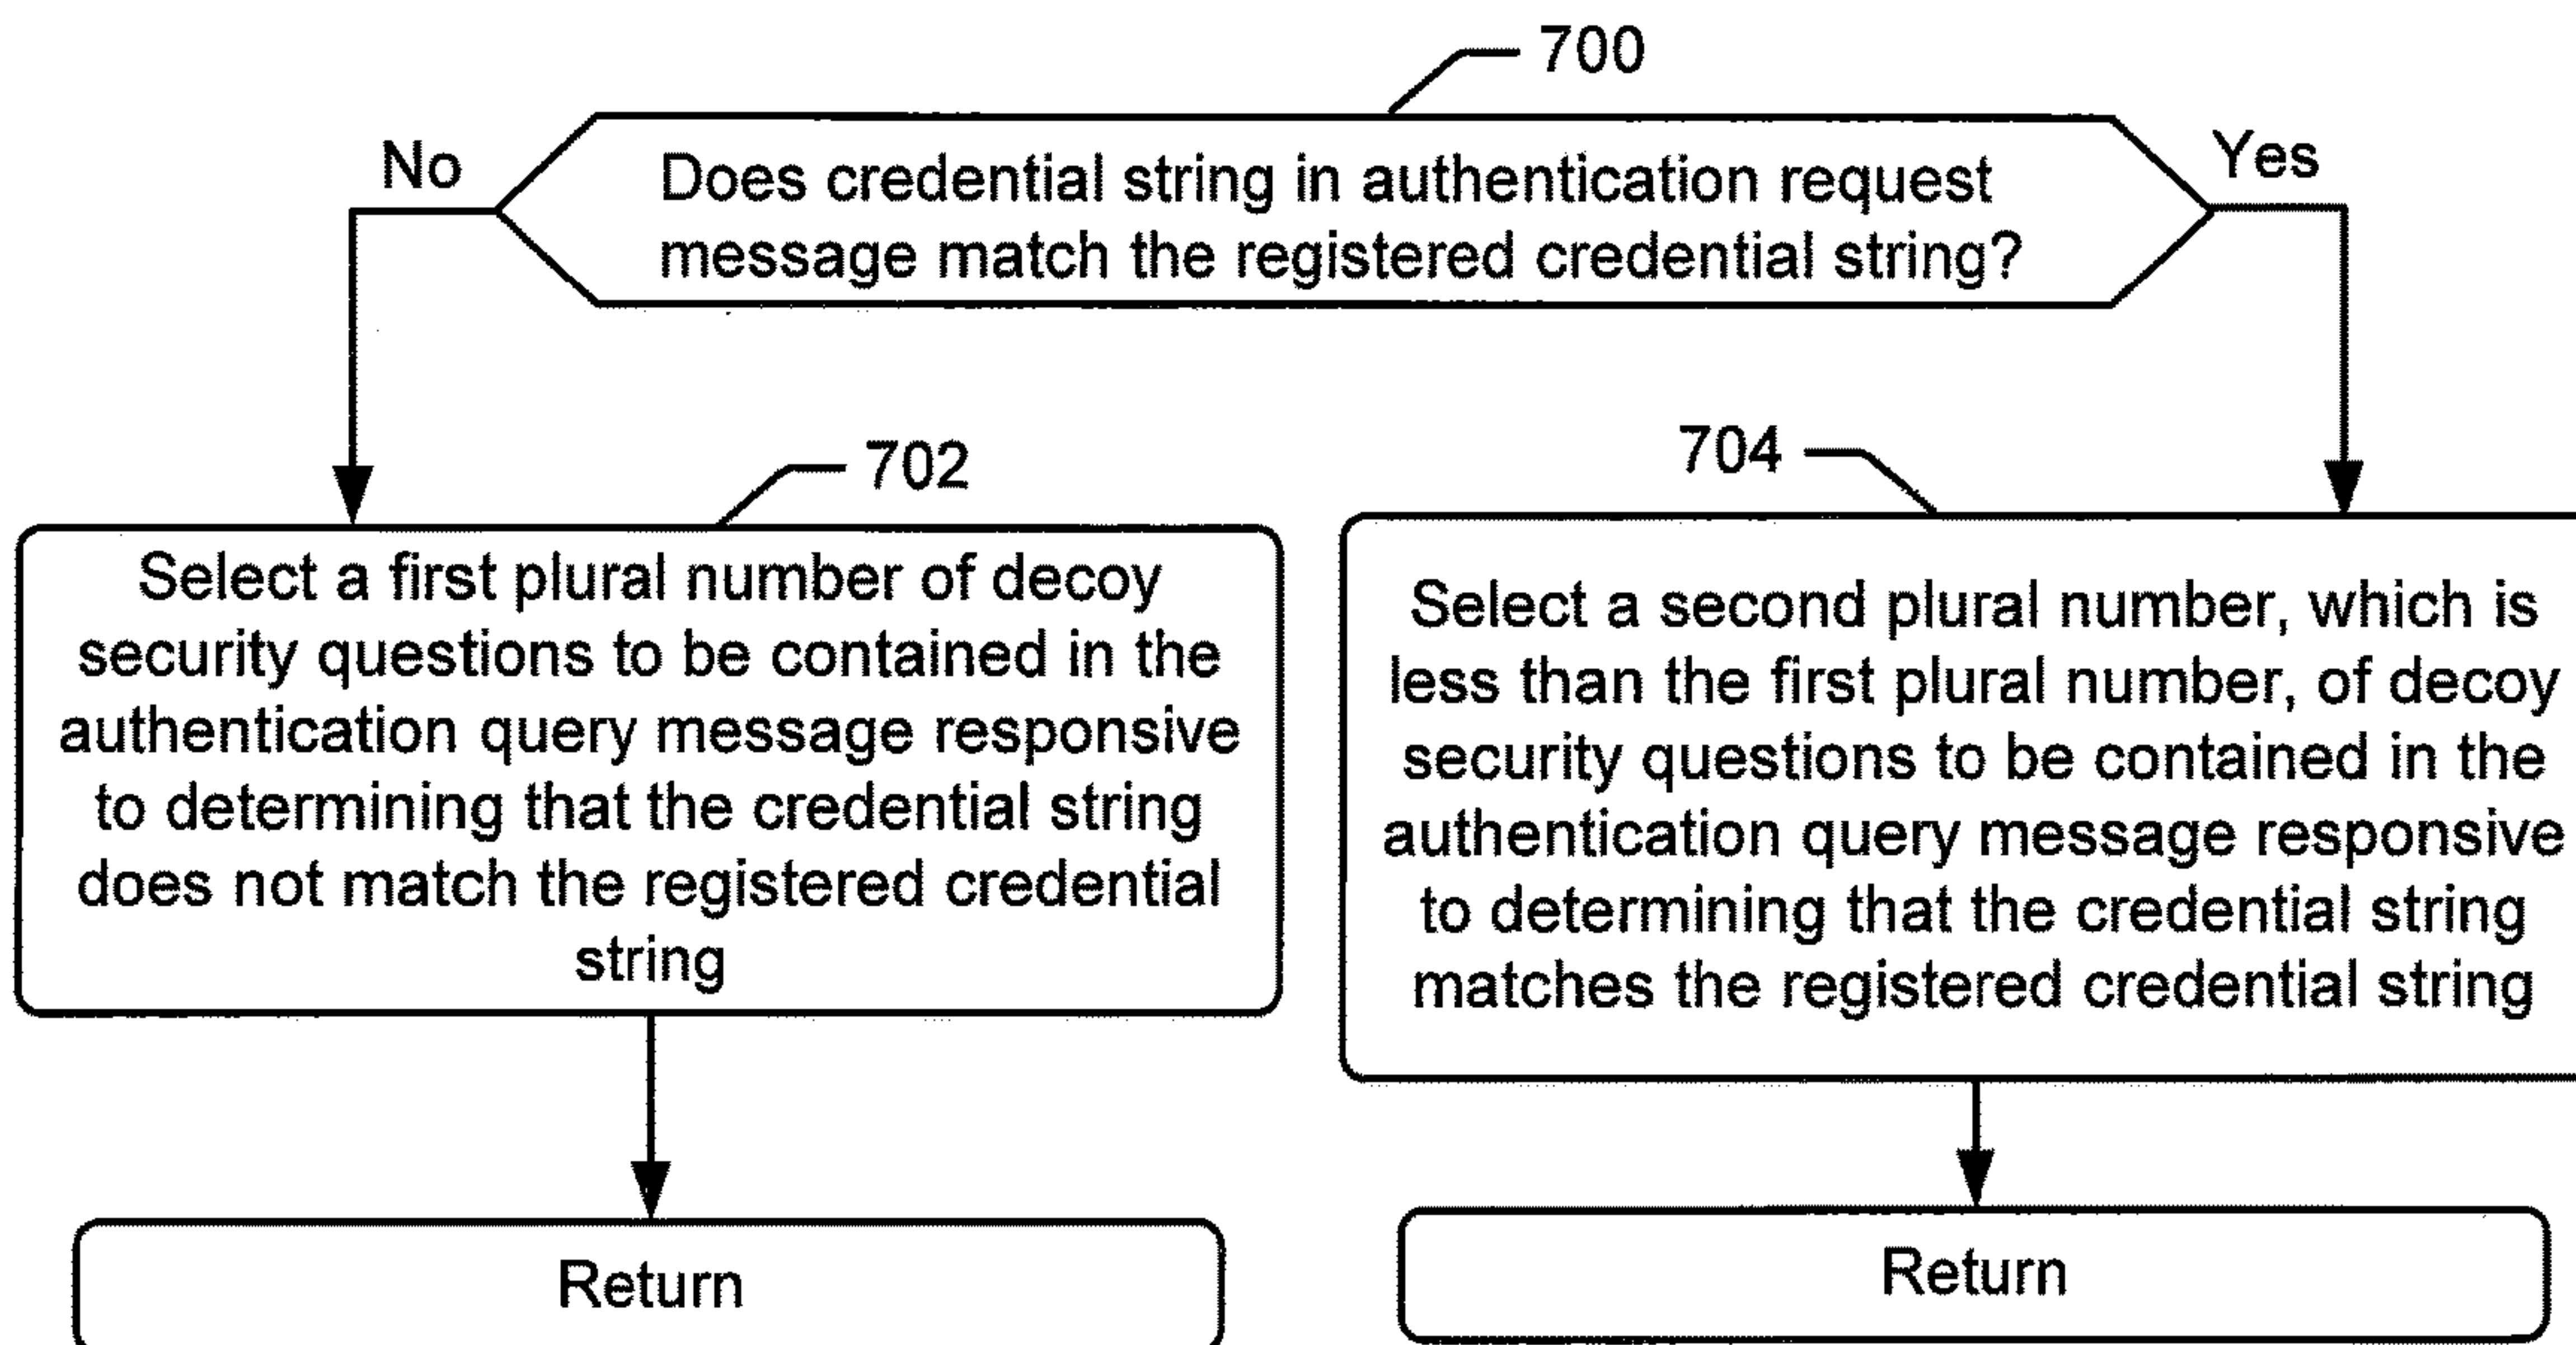 700
No
Yes
Does credential string in authentication request
message match the registered credential string?
702
Select a first plural number of decoy
security questions to be contained in the
authentication query message responsive
to determining that the credential string
does not match the registered credential
string
704
Select a second plural number, which is
less than the first plural number, of decoy
security questions to be contained in the
authentication query message responsive
to determining that the credential string
matches the registered credential string
Return
Return